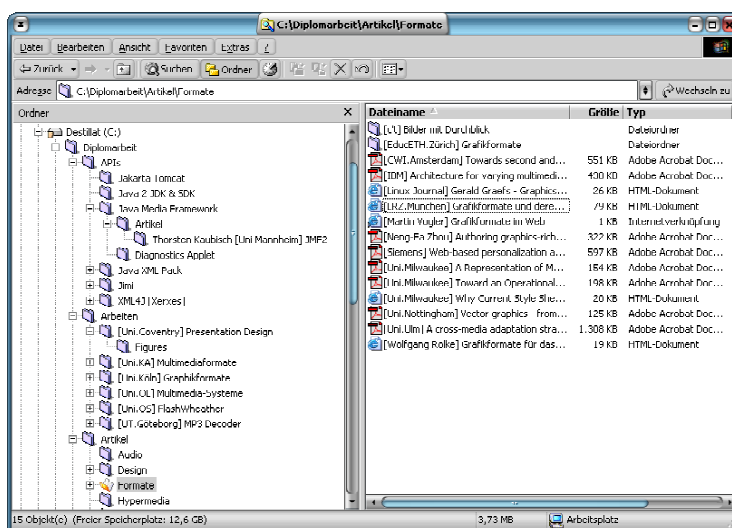 C:\Diplomarbeit\Artikel\Formate
Datei Bearbeiten Ansicht Favoriten Extras ?
Zurück Suchen Ordner
Adresse C:\Diplomarbeit\Artikel\Formate Wechseln zu
Ordner
Destillat (C:)
Diplomarbeit
APIs
Jakarta Tomcat
Java 2 JDK & SDK
Java Media Framework
Artikel
Thorsten Kaubisch [Uni Mannheim] JMF2
Diagnostics Applet
Java XML Pack
Jimi
XML4J [Xerxes]
Arbeiten
[Uni.Coventry] Presentation Design
Figures
[Uni.KA] Multimediaformate
[Uni.Köln] Graphikformate
[Uni.OL] Multimedia-Systeme
[Uni.OS] FlashWheather
[UT.Göteborg] MP3 Decoder
Artikel
Audio
Design
Formate
Hypermedia
Dateiname Größe Typ
[c't] Bilder mit Durchblick Dateiordner
[EducETH.Zürich] Grafikformate Dateiordner
[CWI.Amsterdam] Towards second and... 551 KB Adobe Acrobat Doc...
[IBM] Architecture for varying multimedi... 400 KB Adobe Acrobat Doc...
[Linux Journal] Gerald Graefs - Graphics... 26 KB HTML-Dokument
[LRZ.München] Grafikformate und dere... 79 KB HTML-Dokument
[Martin Vogler] Grafikformate im Web 1 KB Internetverknüpfung
[Neng-Fa Zhou] Authoring graphics-rich... 322 KB Adobe Acrobat Doc...
[Siemens] Web-based personalization a... 597 KB Adobe Acrobat Doc...
[Uni.Milwaukee] A Representation of M... 154 KB Adobe Acrobat Doc...
[Uni.Milwaukee] Toward an Operational... 198 KB Adobe Acrobat Doc...
[Uni.Milwaukee] Why Current Style She... 20 KB HTML-Dokument
[Uni.Nottingham] Vector graphics - from... 125 KB Adobe Acrobat Doc...
[Uni.Ulm] A cross-media adaptation stra... 1.308 KB Adobe Acrobat Doc...
[Wolfgang Rolke] Grafikformate für das... 19 KB HTML-Dokument
15 Objekt(e) (Freier Speicherplatz: 12,6 GB) 3,73 MB Arbeitsplatz